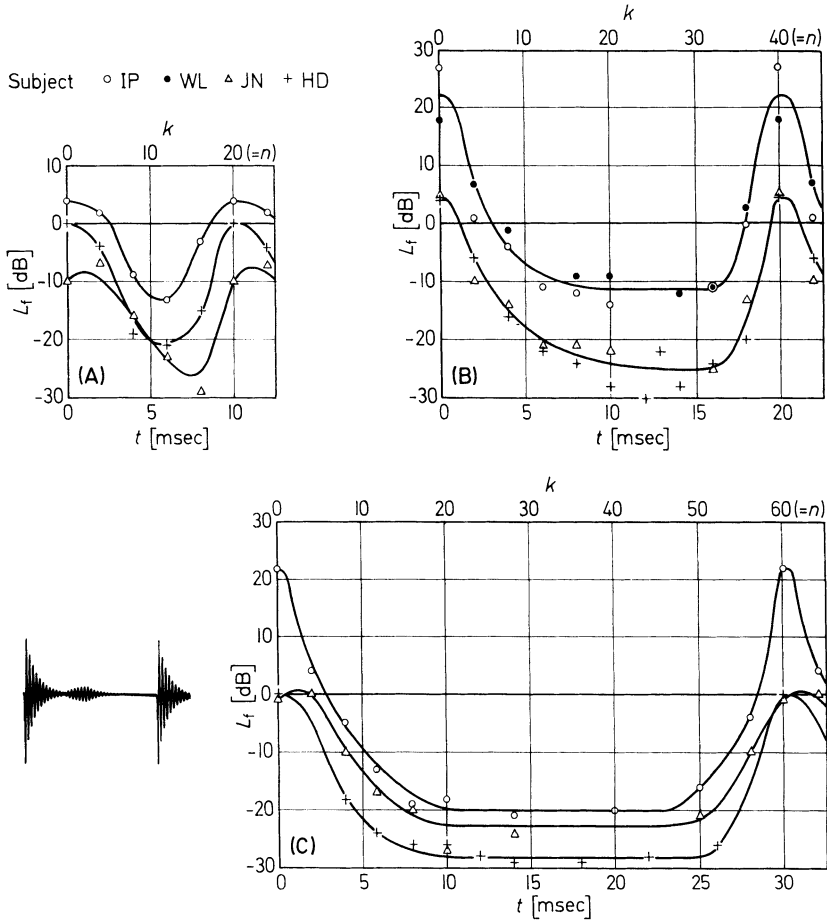 Subject ○ IP ● WL △ JN + HD
k
0 10 20 (=n)
10
0
-10
-20
-30
L_f [dB]
(A)
0 5 10
t [msec]
k
0 8 12 20 32 40 (=n)
30
20
10
0
-10
-20
-30
L_f [dB]
(B)
0 5 10 15 20
t [msec]
k
0 10 20 30 40 50 60 (=n)
30
20
10
0
-10
-20
-30
L_f [dB]
(C)
0 5 10 15 20 25 30
t [msec]